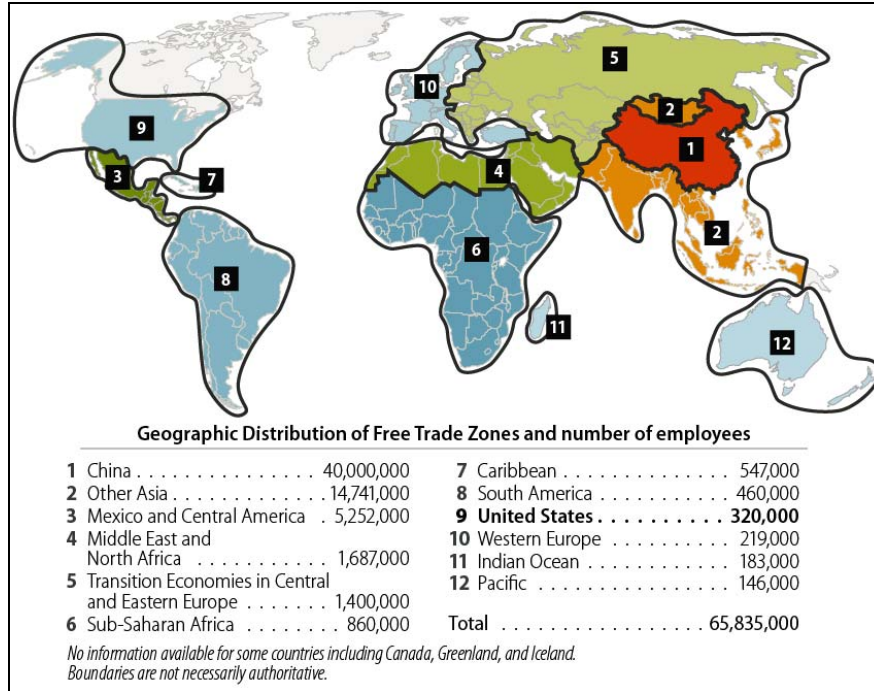 5
10
2
9
1
3
7
4
2
6
8
11
12
Geographic Distribution of Free Trade Zones and number of employees
1 China . . . . . . . . . . . . . . . 40,000,000
2 Other Asia . . . . . . . . . . . . 14,741,000
3 Mexico and Central America . 5,252,000
4 Middle East and
North Africa . . . . . . . . . . . 1,687,000
5 Transition Economies in Central
and Eastern Europe . . . . . . . 1,400,000
6 Sub-Saharan Africa . . . . . . . . 860,000
7 Caribbean . . . . . . . . . . . . . . . 547,000
8 South America . . . . . . . . . . . . 460,000
9 United States . . . . . . . . . . . 320,000
10 Western Europe . . . . . . . . . . . 219,000
11 Indian Ocean . . . . . . . . . . . . . 183,000
12 Pacific . . . . . . . . . . . . . . . . . 146,000
Total . . . . . . . . . . . . . . . . . 65,835,000
No information available for some countries including Canada, Greenland, and Iceland.
Boundaries are not necessarily authoritative.